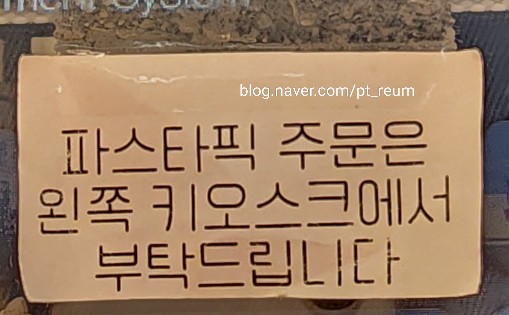 System
blog.naver.com/pt_reum
파스타픽 주문은
왼쪽 키오스크에서
부탁드립니다